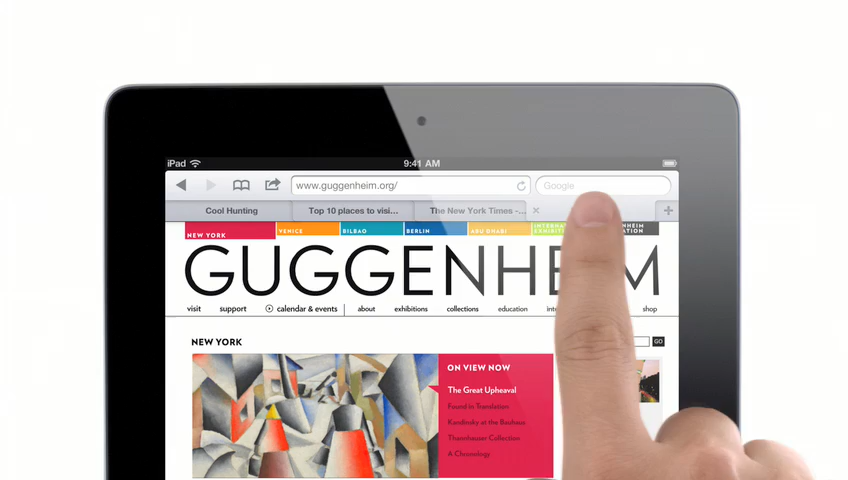 iPad 9:41 AM
www.guggenheim.org/ Google
Cool Hunting Top 10 places to visi... The New York Times -...
NEW YORK VENICE BILBAO BERLIN ABU DHABI
GUGGENHEIM
visit support calendar & events about exhibitions collections education shop
NEW YORK
GO
ON VIEW NOW
The Great Upheaval
Found in Translation
Kandinsky at the Bauhaus
Thannhauser Collection
A Chronology